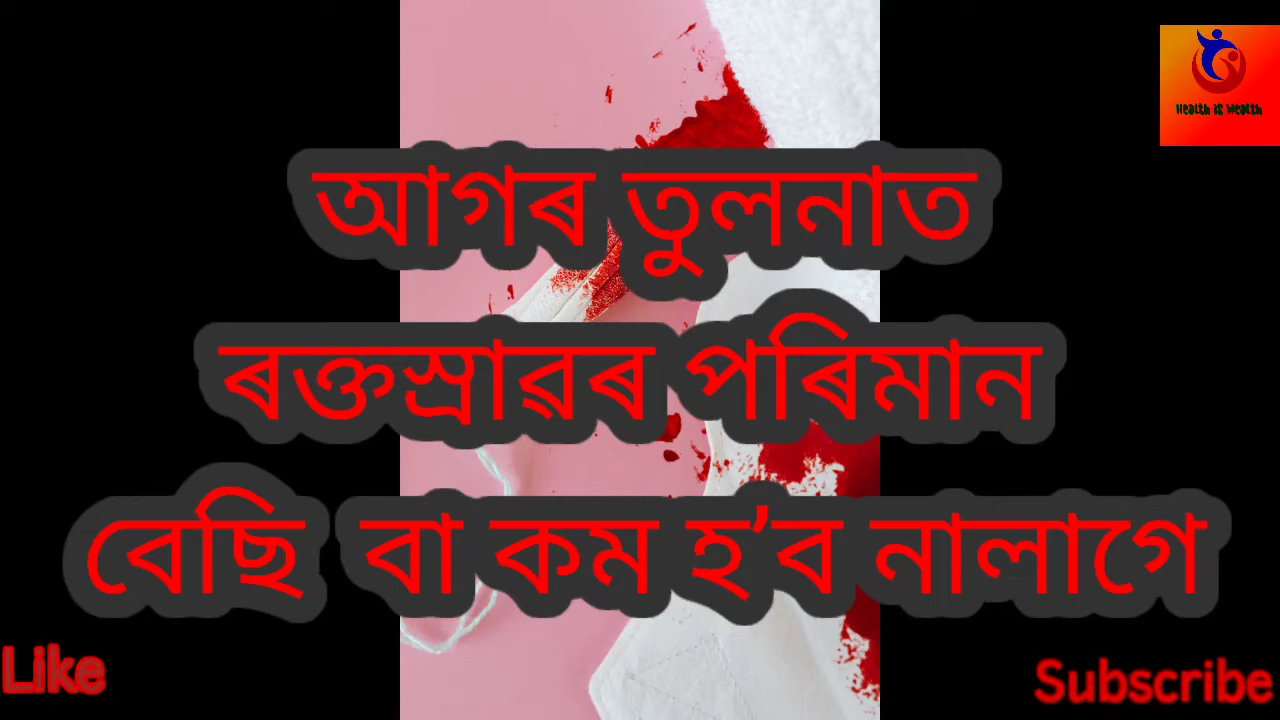 Health is Wealth
আগৰ তুলনাত
ৰক্তস্ৰাৱৰ পৰিমান
বেছি বা কম হ’ব নালাগে
Like
Subscribe